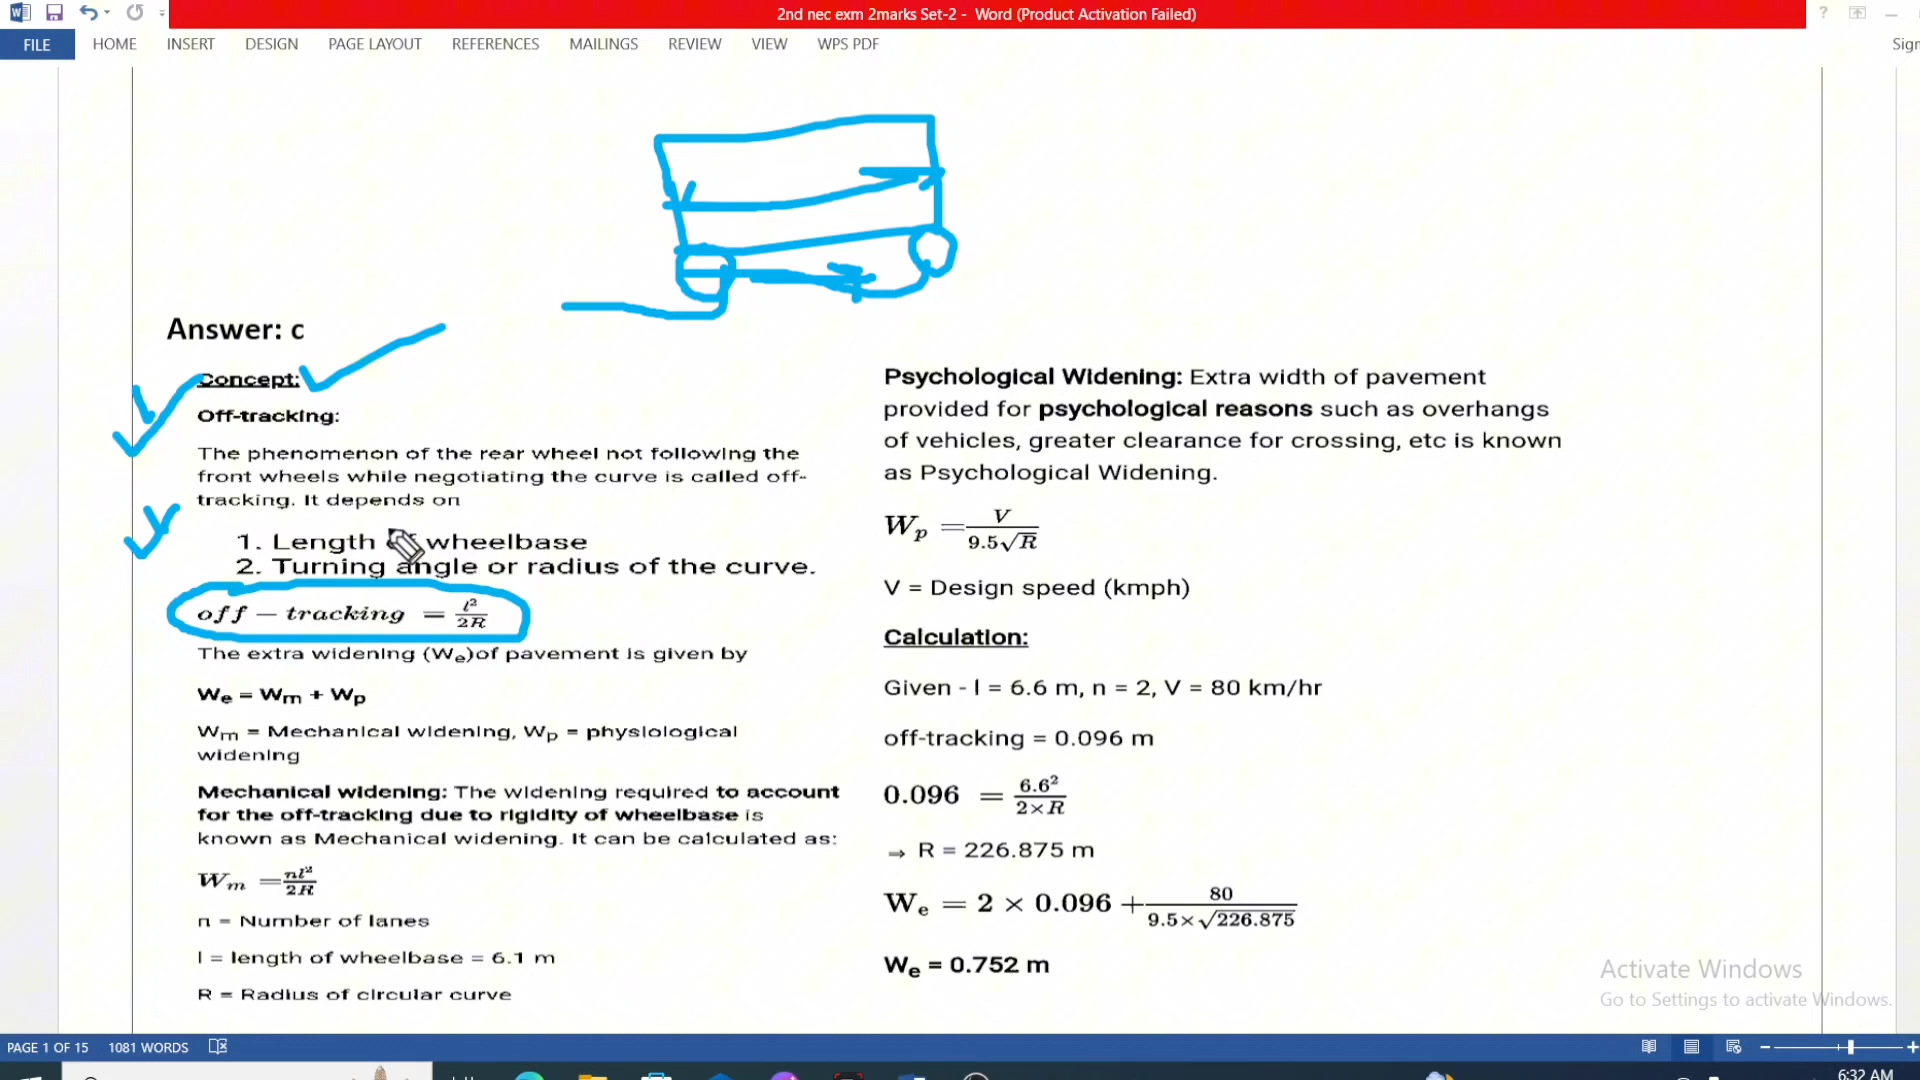 2nd nec exm 2marks Set-2 - Word (Product Activation Failed)
FILE HOME INSERT DESIGN PAGE LAYOUT REFERENCES MAILINGS REVIEW VIEW WPS PDF Sign
Answer: c
Concept:
Off-tracking:
The phenomenon of the rear wheel not following the
front wheels while negotiating the curve is called off-
tracking. It depends on
1. Length of wheelbase
2. Turning angle or radius of the curve.
off − tracking = l²/2R
The extra widening (We)of pavement is given by
We = Wm + Wp
Wm = Mechanical widening, Wp = physiological
widening
Mechanical widening: The widening required to account
for the off-tracking due to rigidity of wheelbase is
known as Mechanical widening. It can be calculated as:
Wm = nl²/2R
n = Number of lanes
l = length of wheelbase = 6.1 m
R = Radius of circular curve
Psychological Widening: Extra width of pavement
provided for psychological reasons such as overhangs
of vehicles, greater clearance for crossing, etc is known
as Psychological Widening.
Wp = V/9.5√R
V = Design speed (kmph)
Calculation:
Given - l = 6.6 m, n = 2, V = 80 km/hr
off-tracking = 0.096 m
0.096 = 6.6²/2×R
⇒ R = 226.875 m
We = 2 × 0.096 + 80/9.5×√226.875
We = 0.752 m
Activate Windows
Go to Settings to activate Windows.
PAGE 1 OF 15 1081 WORDS
6:32 AM